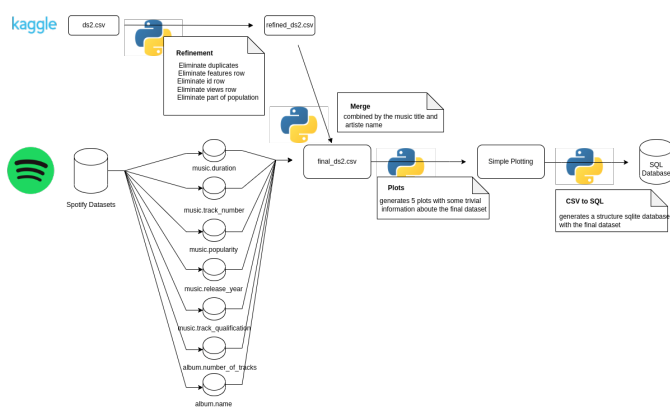 kaggle
ds2.csv
refined_ds2.csv
Refinement
Eliminate duplicates
Eliminate features row
Eliminate id row
Eliminate views row
Eliminate part of population
Merge
combined by the music title and
artiste name
Spotify Datasets
music.duration
music.track_number
music.popularity
music.release_year
music.track_qualification
album.number_of_tracks
album.name
final_ds2.csv
Plots
generates 5 plots with some trivial
information aboute the final dataset
Simple Plotting
CSV to SQL
generates a structure sqlite database
with the final dataset
SQL
Database